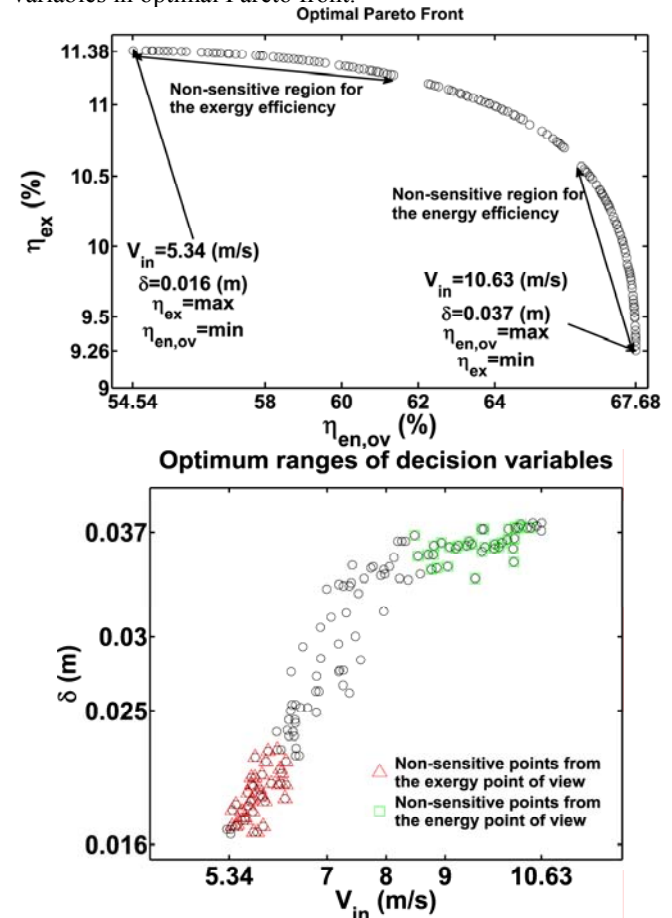 variables in optimal Pareto front.
Optimal Pareto Front
11.38
11
10.5
10
9.5
9.26
9
η_ex (%)
Non-sensitive region for
the exergy efficiency
Non-sensitive region for
the energy efficiency
V_in=5.34 (m/s)
δ=0.016 (m)
η_ex=max
η_en,ov=min
V_in=10.63 (m/s)
δ=0.037 (m)
η_en,ov=max
η_ex=min
54.54 58 60 62 64 67.68
η_en,ov (%)
Optimum ranges of decision variables
0.037
0.03
0.025
0.016
δ (m)
Non-sensitive points from
the exergy point of view
Non-sensitive points from
the energy point of view
5.34 7 8 9 10.63
V_in (m/s)